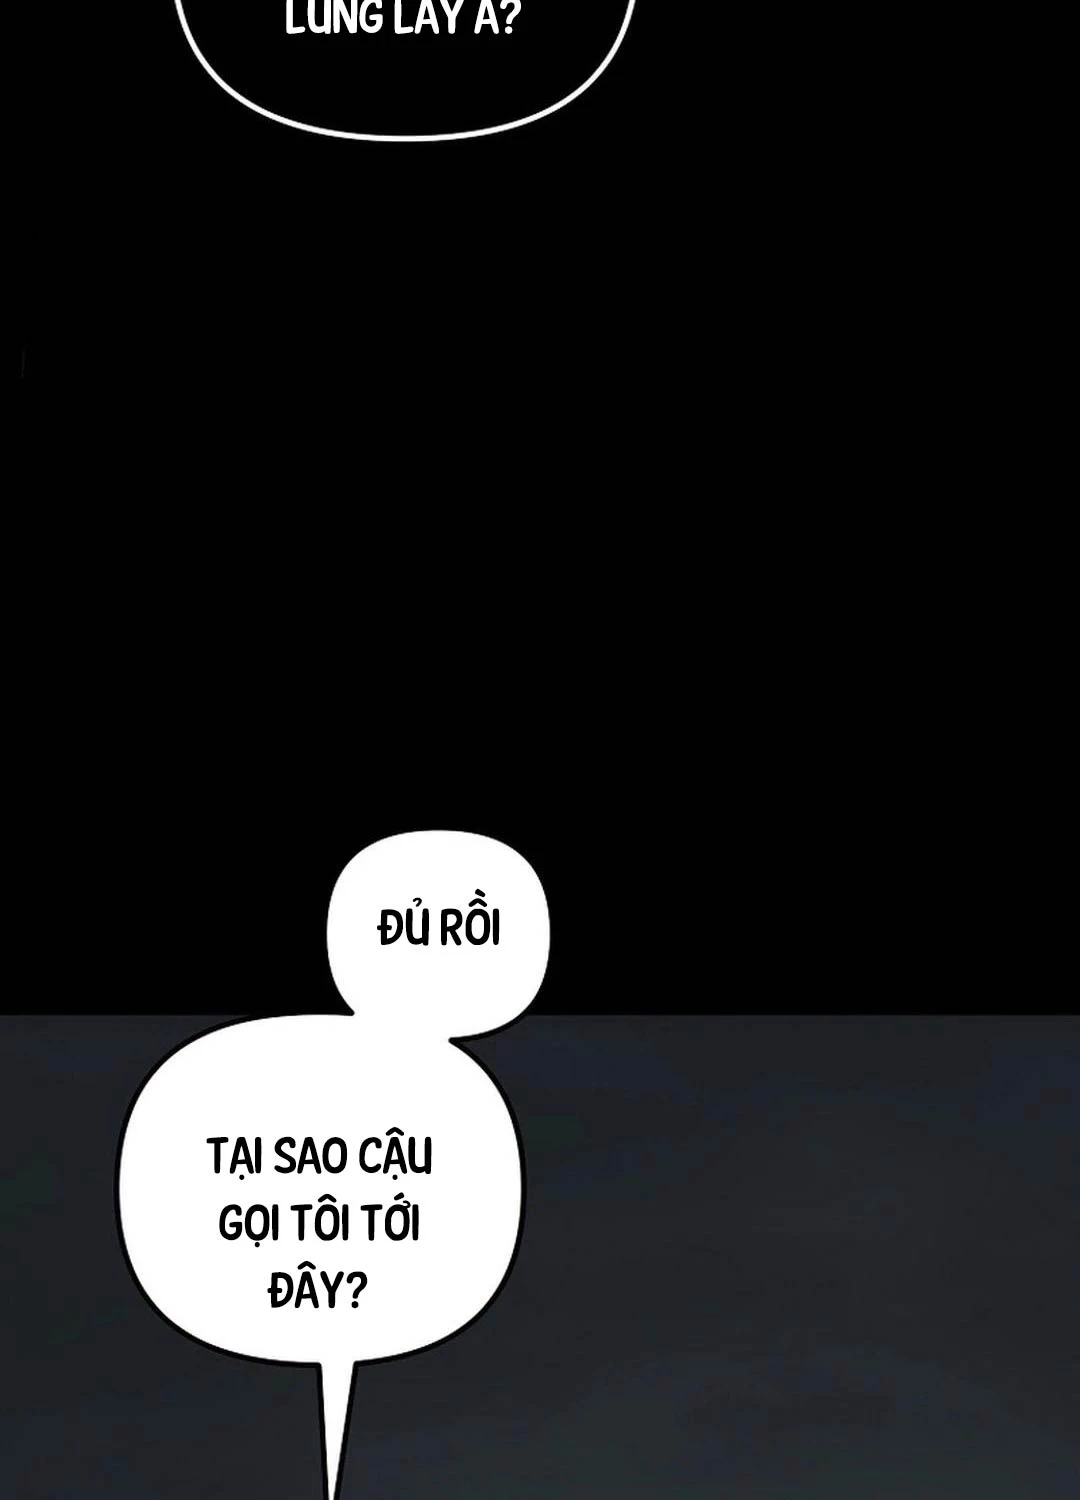 LUNG LAY À?
ĐỦ RỒI
TẠI SAO CẬU
GỌI TÔI TỚI
ĐÂY?